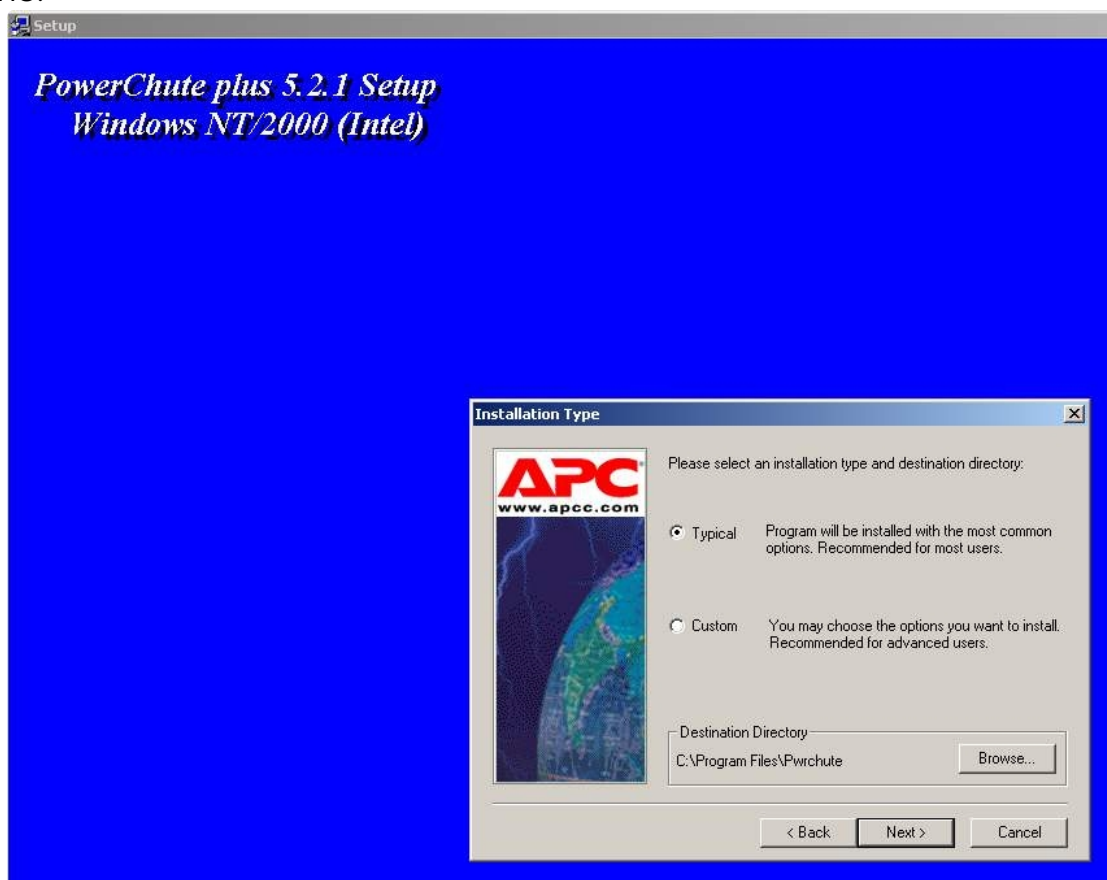 Setup
PowerChute plus 5.2.1 Setup
Windows NT/2000 (Intel)
Installation Type
APC
www.apcc.com
Please select an installation type and destination directory:
Typical Program will be installed with the most common
options. Recommended for most users.
Custom You may choose the options you want to install.
Recommended for advanced users.
Destination Directory
C:\Program Files\Pwrchute
Browse...
< Back Next > Cancel